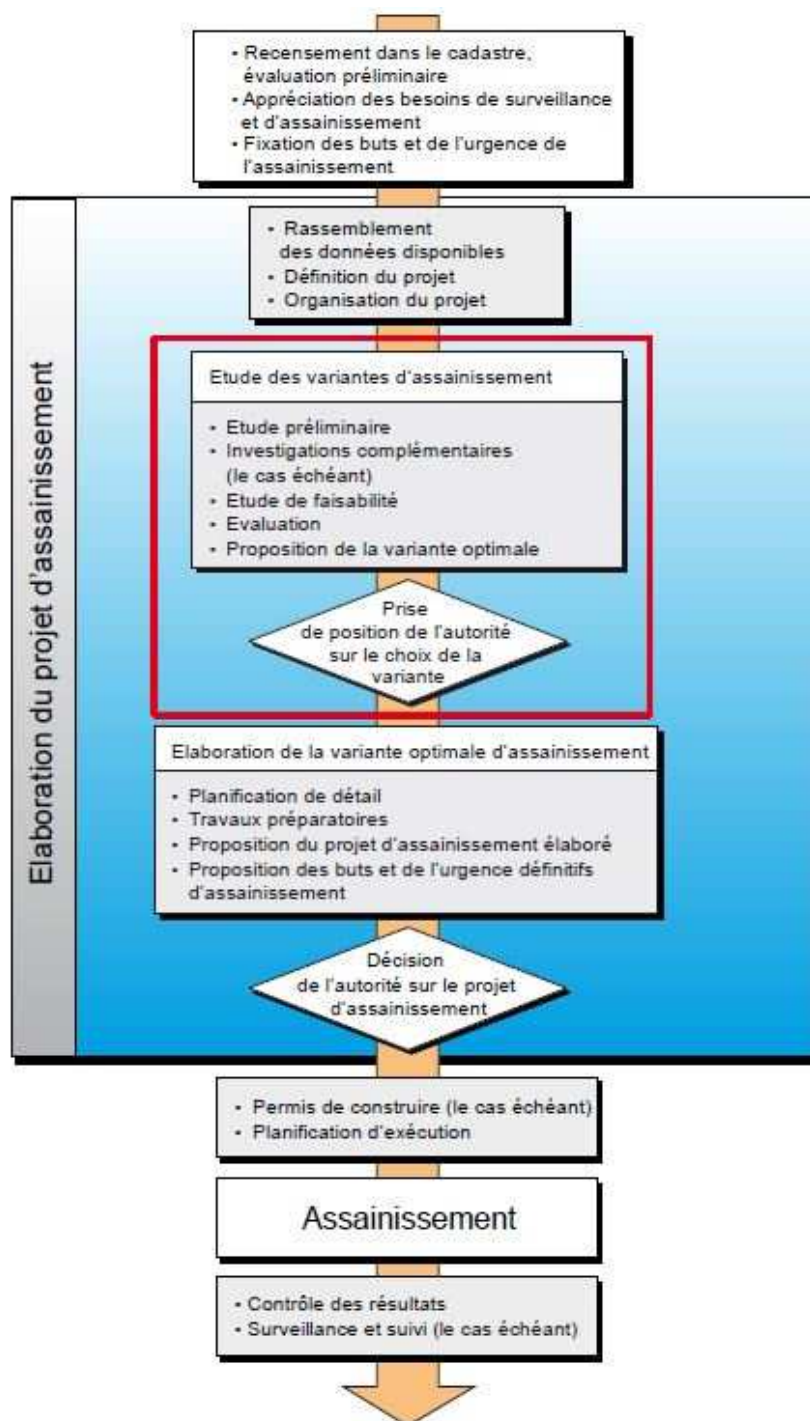 • Recensement dans le cadastre,
évaluation préliminaire
• Appréciation des besoins de surveillance
et d'assainissement
• Fixation des buts et de l'urgence de
l'assainissement
Elaboration du projet d'assainissement
• Rassemblement
des données disponibles
• Définition du projet
• Organisation du projet
Etude des variantes d'assainissement
• Etude préliminaire
• Investigations complémentaires
(le cas échéant)
• Etude de faisabilité
• Evaluation
• Proposition de la variante optimale
Prise
de position de l'autorité
sur le choix de la
variante
Elaboration de la variante optimale d'assainissement
• Planification de détail
• Travaux préparatoires
• Proposition du projet d'assainissement élaboré
• Proposition des buts et de l'urgence définitifs
d'assainissement
Décision
de l'autorité sur le projet
d'assainissement
• Permis de construire (le cas échéant)
• Planification d'exécution
Assainissement
• Contrôle des résultats
• Surveillance et suivi (le cas échéant)